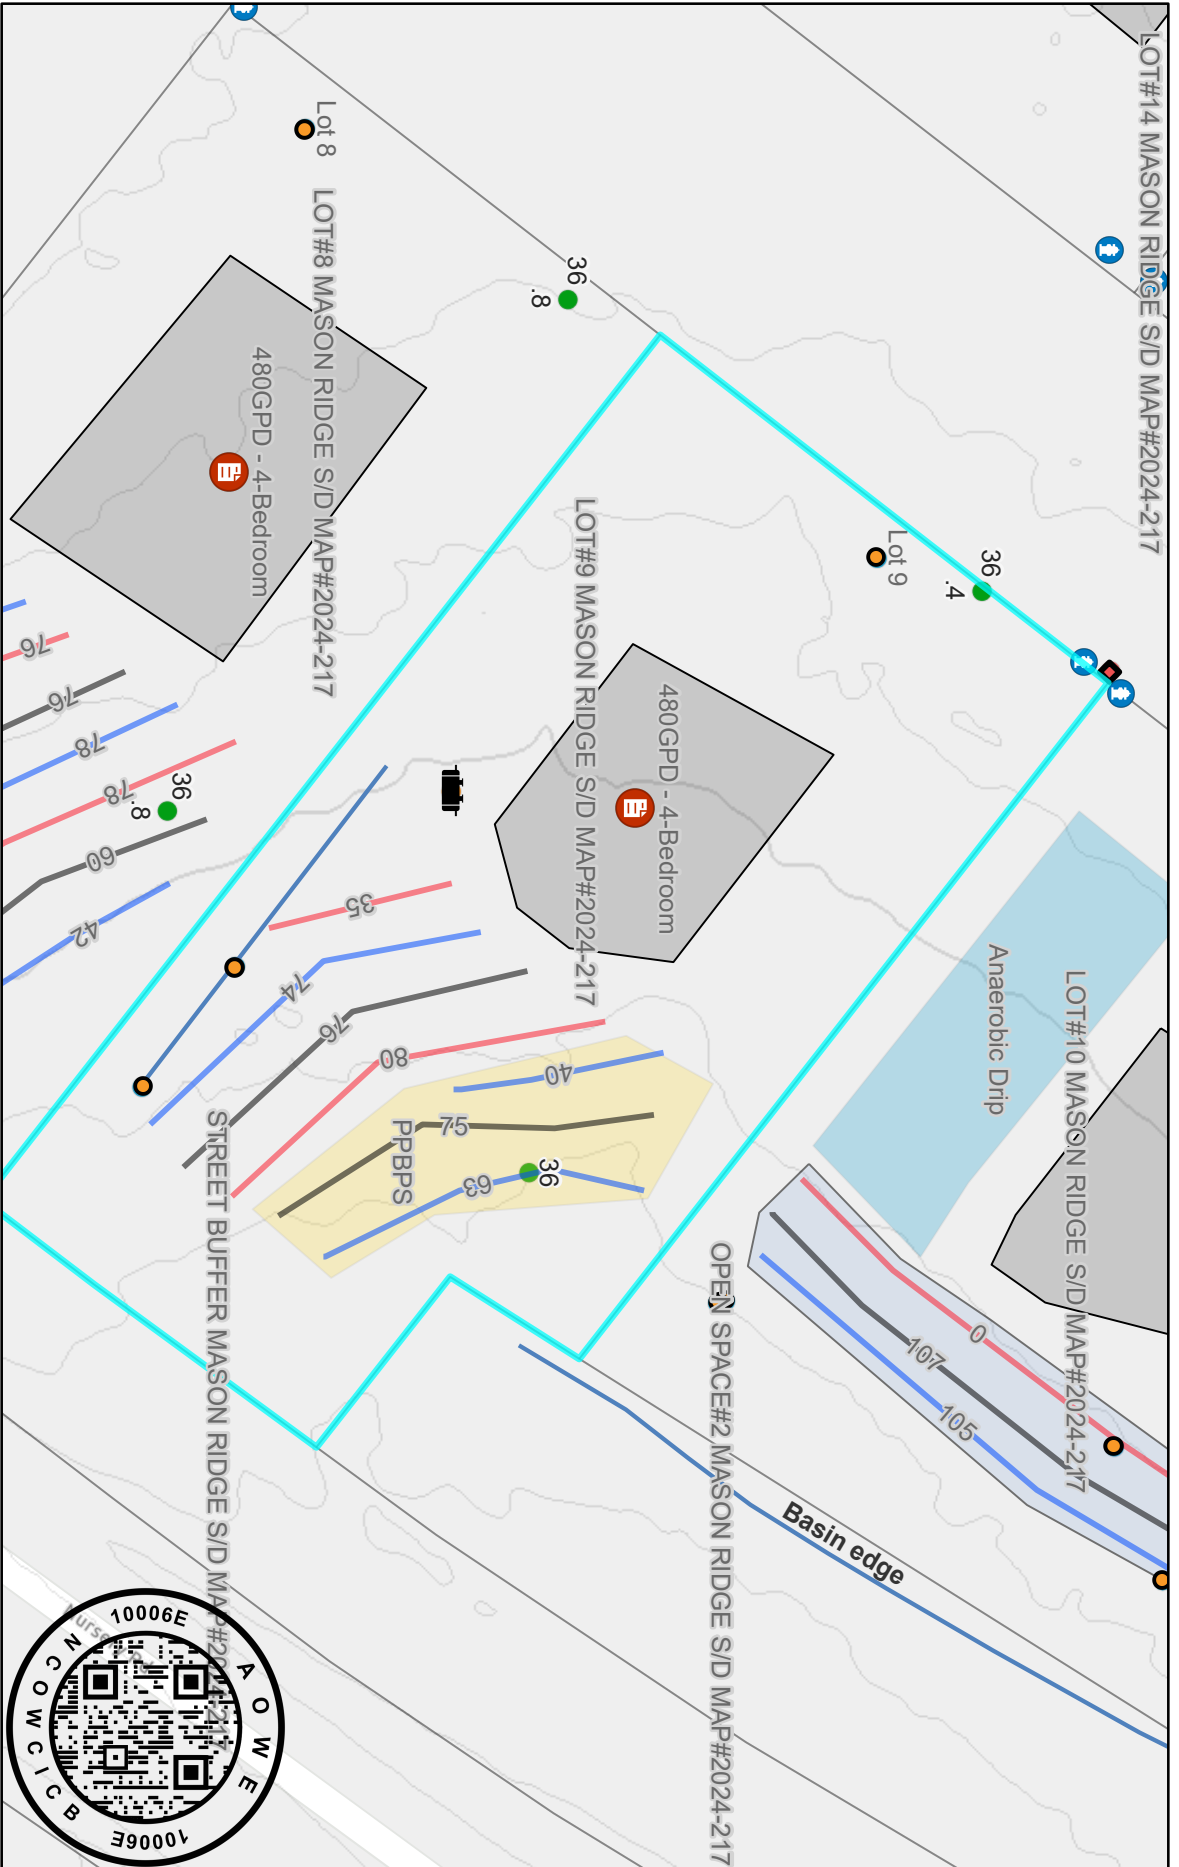 LOT#14 MASON RIDGE S/D MAP#2024-217
Lot 8
LOT#8 MASON RIDGE S/D MAP#2024-217
480GPD - 4-Bedroom
36
.8
36
.4
Lot 9
LOT#9 MASON RIDGE S/D MAP#2024-217
480GPD - 4-Bedroom
76
76
78
78
36
.8
60
42
35
74
76
80
40
75
63
36
PPBPS
Anaerobic Drip
LOT#10 MASON RIDGE S/D MAP#2024-217
0
107
105
OPEN SPACE#2 MASON RIDGE S/D MAP#2024-217
Basin edge
STREET BUFFER MASON RIDGE S/D MAP#2024-217
Nursery Rd
10006E
AOWE
NCOWCICB
10006E